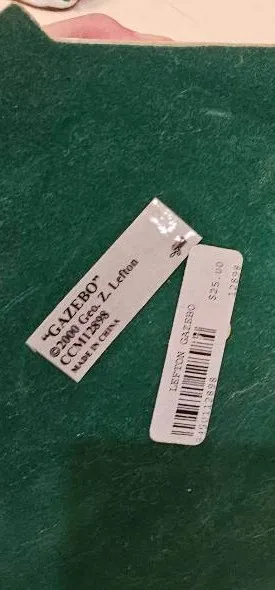 "GAZEBO"
©2000 Geo. Z. Lefton
CCM12898
MADE IN CHINA
$25.00
12898
LEFTON GAZEBO